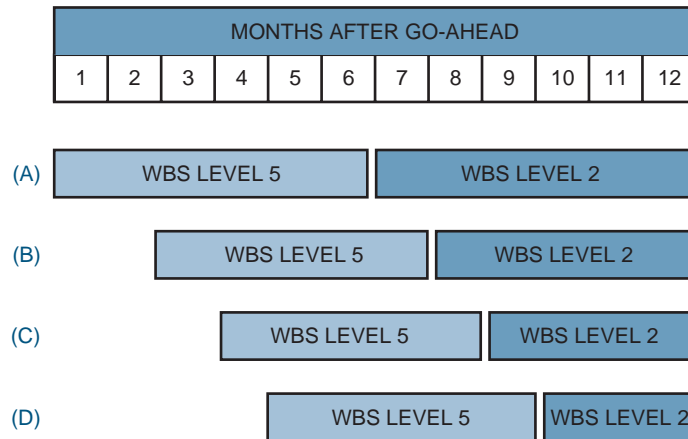 MONTHS AFTER GO-AHEAD
1 2 3 4 5 6 7 8 9 10 11 12
(A) WBS LEVEL 5 WBS LEVEL 2
(B) WBS LEVEL 5 WBS LEVEL 2
(C) WBS LEVEL 5 WBS LEVEL 2
(D) WBS LEVEL 5 WBS LEVEL 2